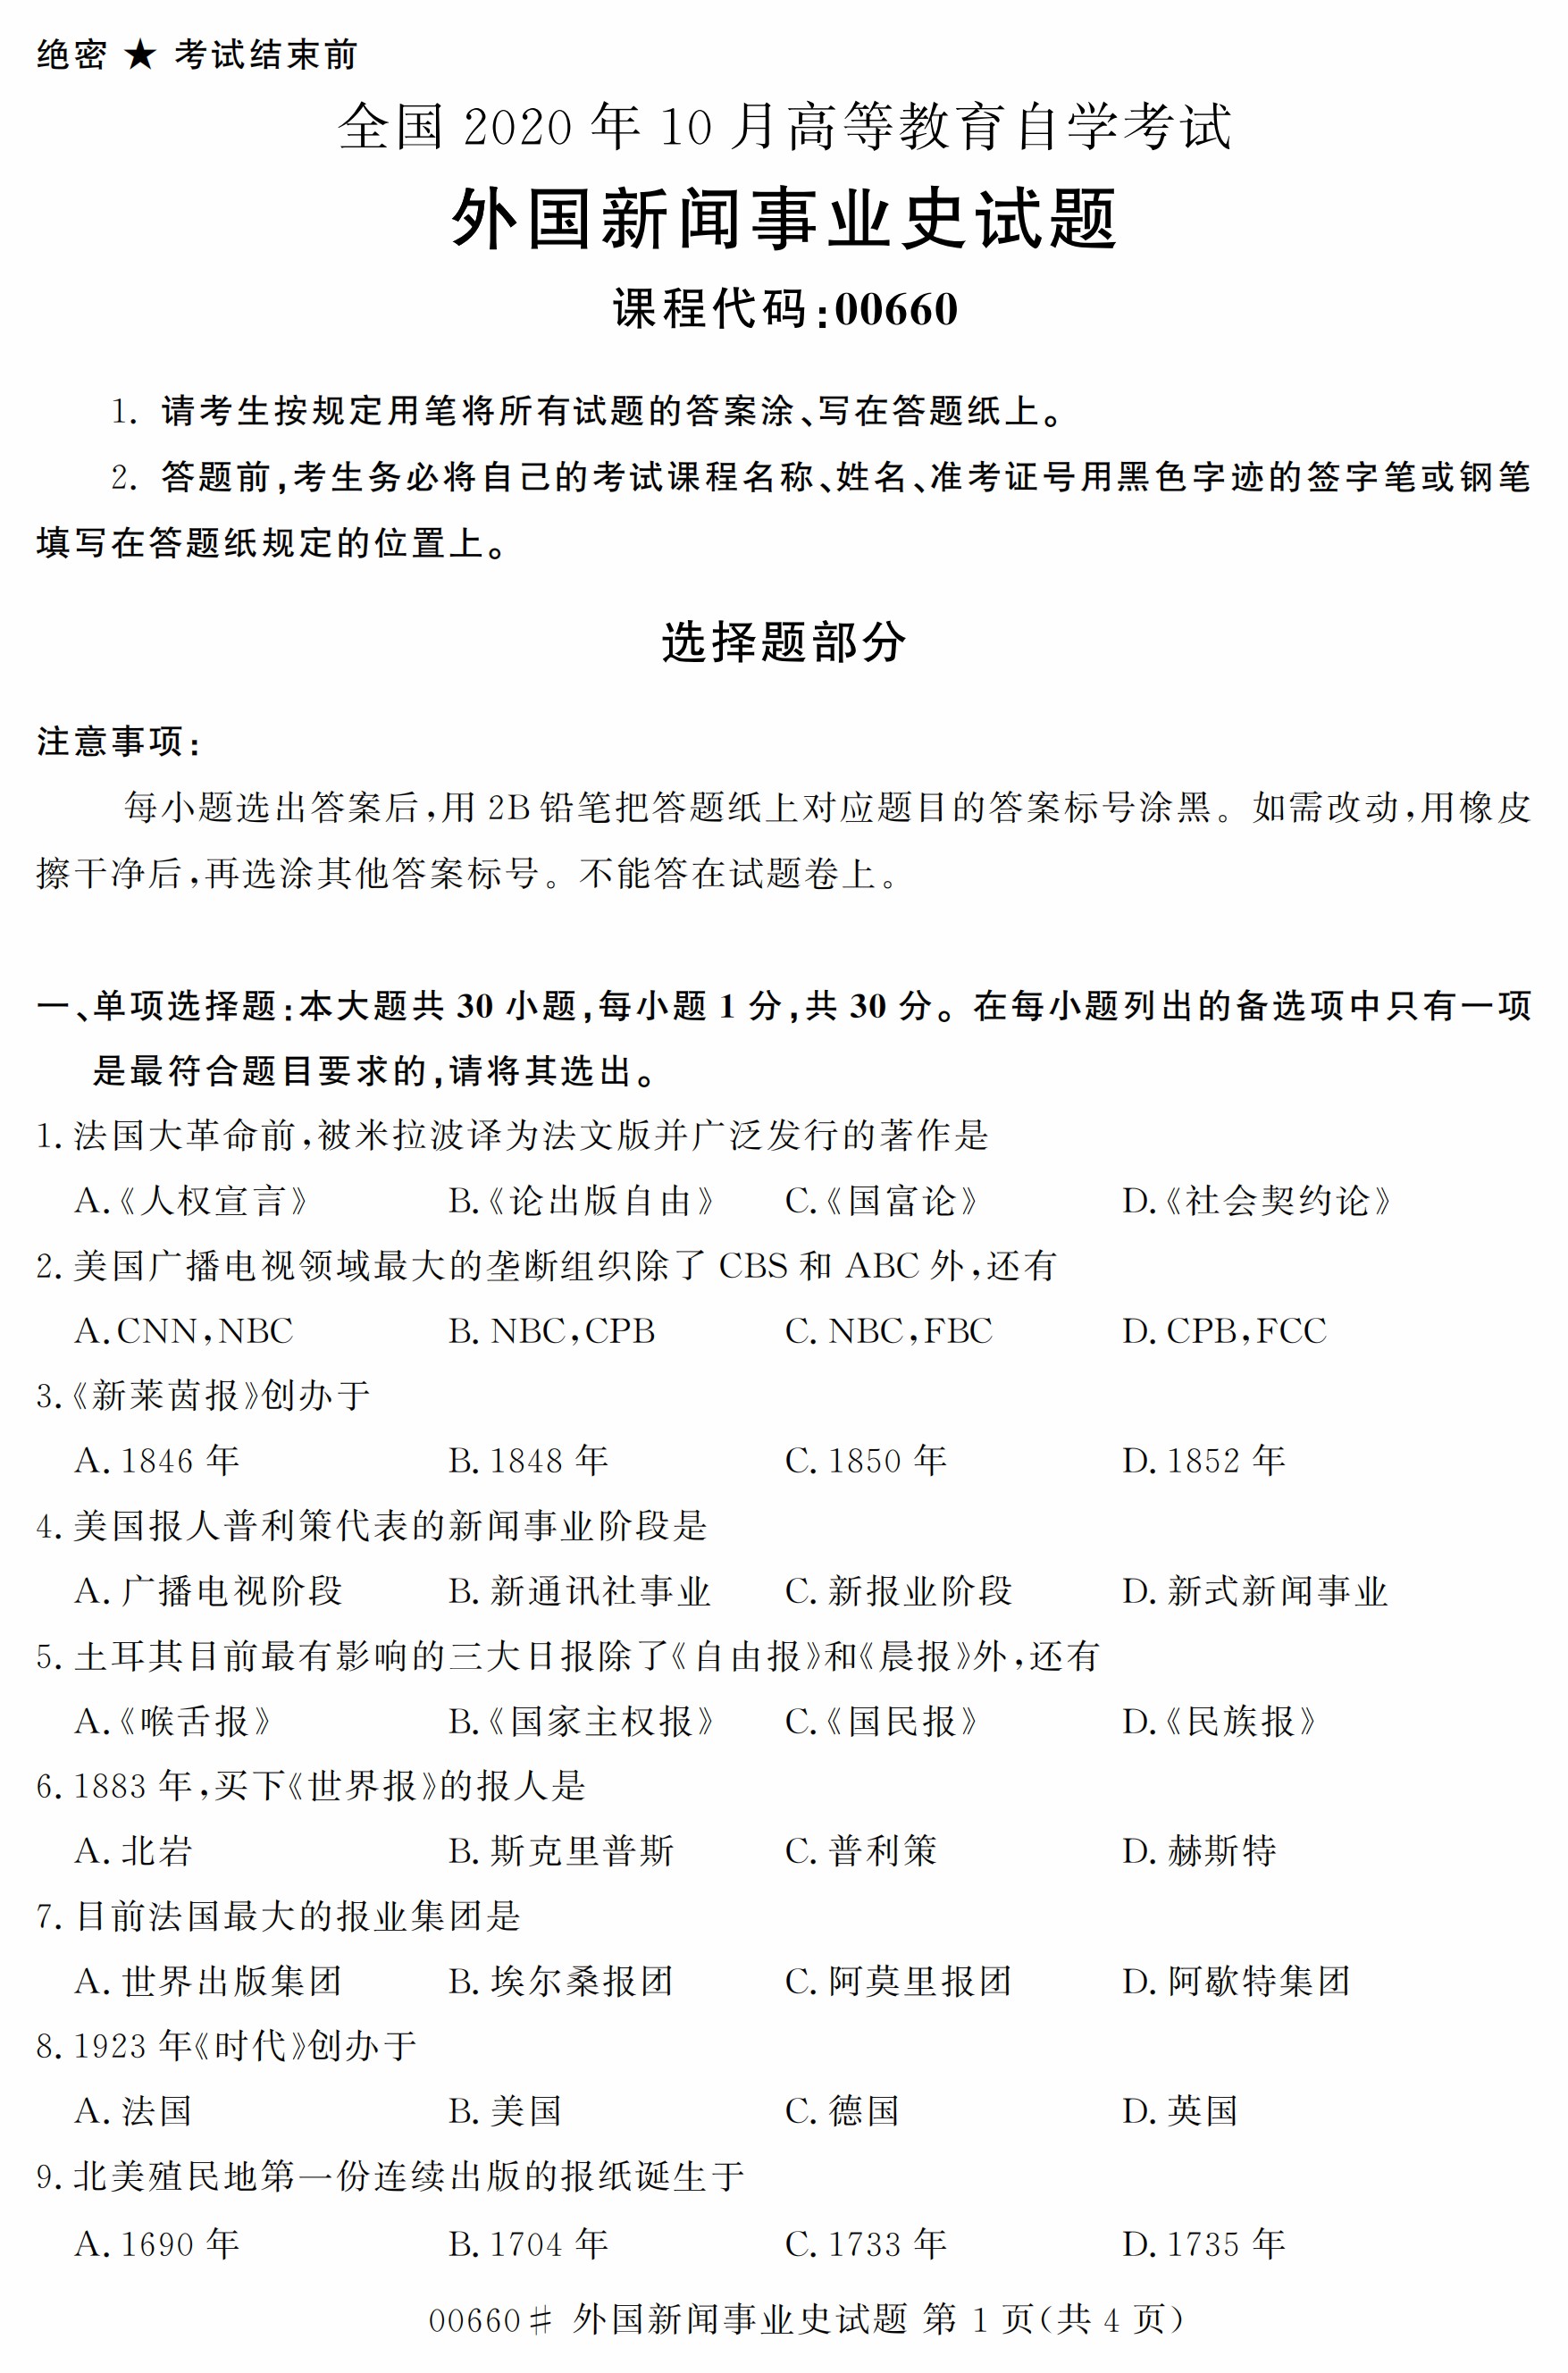 绝密 ★ 考试结束前
全国 2020 年 10 月高等教育自学考试
外国新闻事业史试题
课程代码:00660
1. 请考生按规定用笔将所有试题的答案涂、写在答题纸上。
2. 答题前,考生务必将自己的考试课程名称、姓名、准考证号用黑色字迹的签字笔或钢笔
填写在答题纸规定的位置上。
选择题部分
注意事项:
每小题选出答案后,用 2B 铅笔把答题纸上对应题目的答案标号涂黑。如需改动,用橡皮
擦干净后,再选涂其他答案标号。不能答在试题卷上。
一、单项选择题:本大题共 30 小题,每小题 1 分,共 30 分。在每小题列出的备选项中只有一项
是最符合题目要求的,请将其选出。
1. 法国大革命前,被米拉波译为法文版并广泛发行的著作是
A.《人权宣言》 B.《论出版自由》 C.《国富论》 D.《社会契约论》
2. 美国广播电视领域最大的垄断组织除了 CBS 和 ABC 外,还有
A. CNN,NBC B. NBC,CPB C. NBC,FBC D. CPB,FCC
3.《新莱茵报》创办于
A. 1846 年 B. 1848 年 C. 1850 年 D. 1852 年
4. 美国报人普利策代表的新闻事业阶段是
A. 广播电视阶段 B. 新通讯社事业 C. 新报业阶段 D. 新式新闻事业
5. 土耳其目前最有影响的三大日报除了《自由报》和《晨报》外,还有
A.《喉舌报》 B.《国家主权报》 C.《国民报》 D.《民族报》
6. 1883 年,买下《世界报》的报人是
A. 北岩 B. 斯克里普斯 C. 普利策 D. 赫斯特
7. 目前法国最大的报业集团是
A. 世界出版集团 B. 埃尔桑报团 C. 阿莫里报团 D. 阿歇特集团
8. 1923 年《时代》创办于
A. 法国 B. 美国 C. 德国 D. 英国
9. 北美殖民地第一份连续出版的报纸诞生于
A. 1690 年 B. 1704 年 C. 1733 年 D. 1735 年
00660# 外国新闻事业史试题 第 1 页(共 4 页)